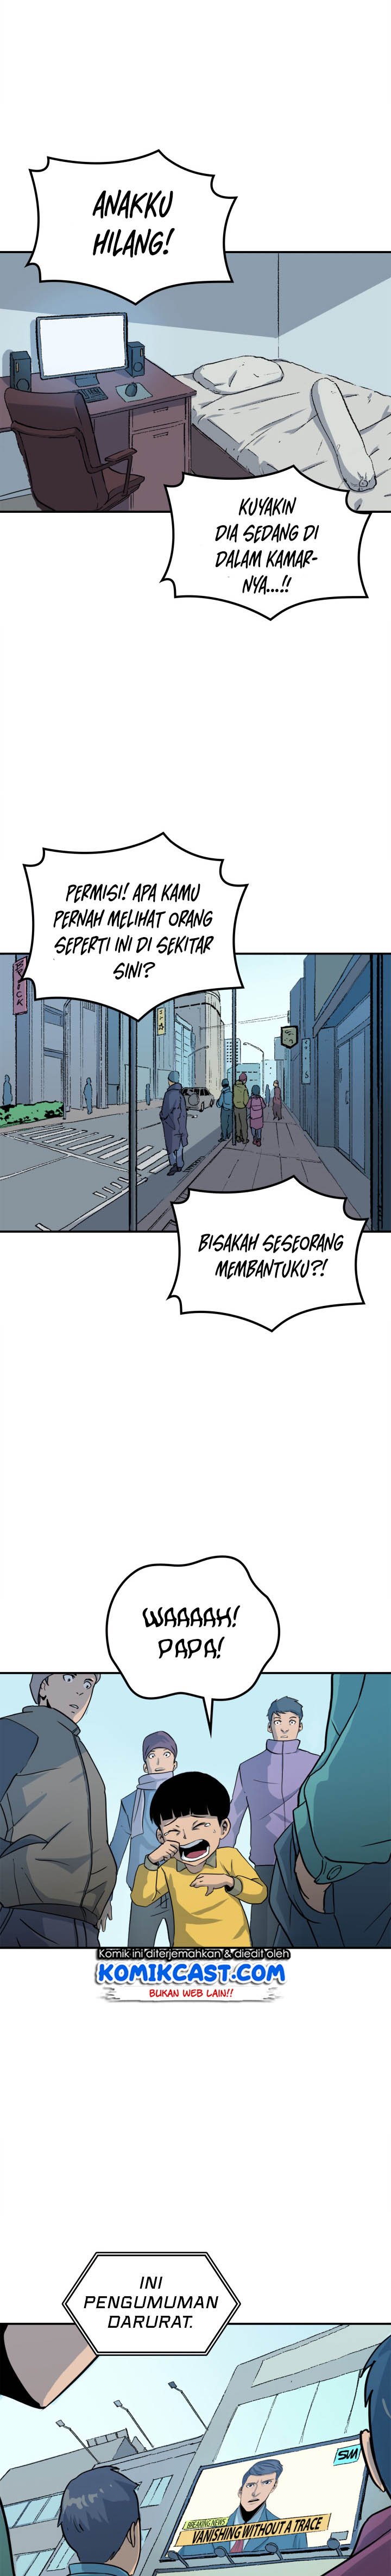 ANAKKU
HILANG!
KUYAKIN
DIA SEDANG DI
DALAM KAMAR-
NYA...!!
PERMISI! APA KAMU
PERNAH MELIHAT ORANG
SEPERTI INI DI SEKITAR
SINI?
BISAKAH SESEORANG
MEMBANTUKU?!
WAAAAH!
PAPA!
Komik ini diterjemahkan & diedit oleh
KOMIKCAST.COM
BUKAN WEB LAIN!!
INI
PENGUMUMAN
DARURAT.
BREAKING NEWS
VANISHING WITHOUT A TRACE